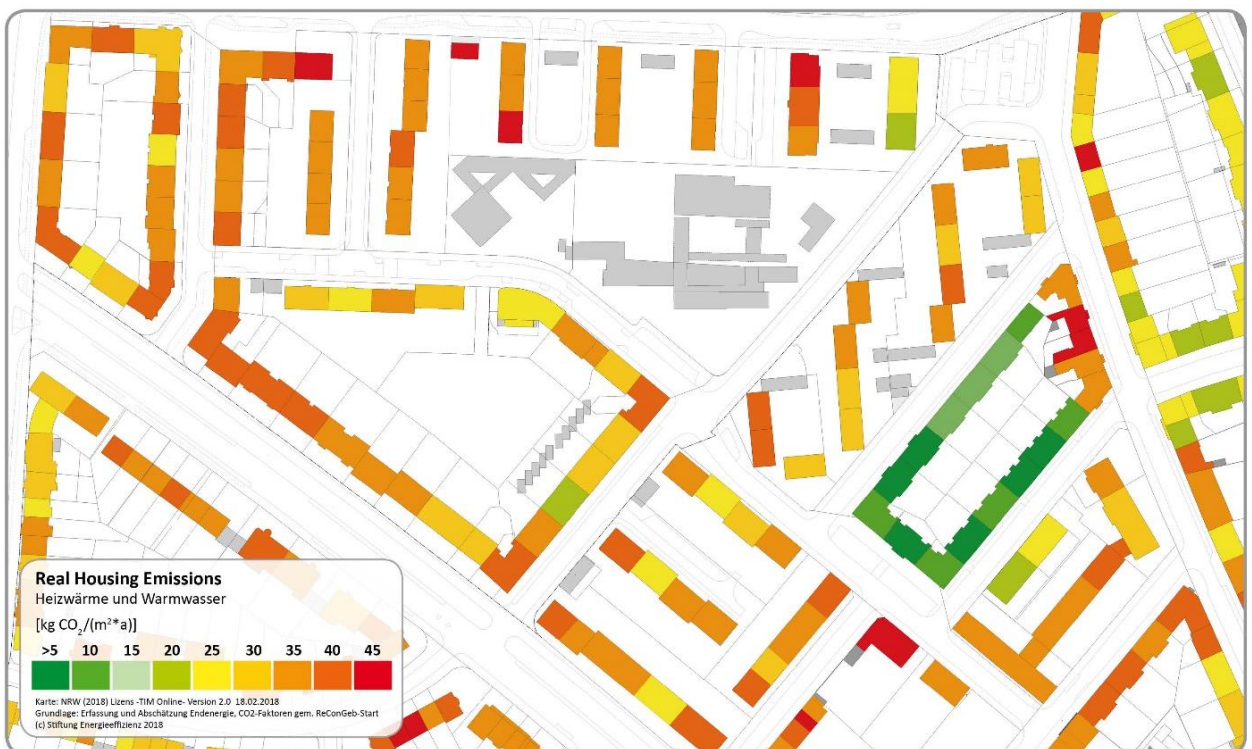 Real Housing Emissions
Heizwärme und Warmwasser
[kg CO₂/(m²*a)]
>5 10 15 20 25 30 35 40 45
Karte: NRW (2018) Lizens -TIM Online- Version 2.0 18.02.2018
Grundlage: Erfassung und Abschätzung Endenergie, CO2-Faktoren gem. ReConGeb-Start
(c) Stiftung Energieeffizienz 2018